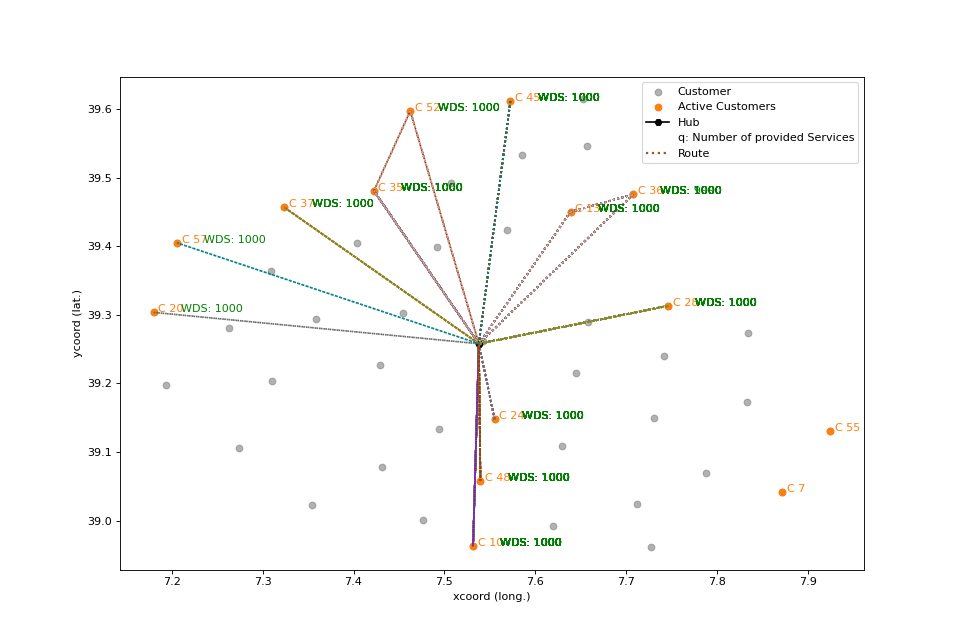 Customer
Active Customers
Hub
q: Number of provided Services
Route
39.6
39.5
39.4
39.3
39.2
39.1
39.0
C 52 WDS: 1000
C 45 WDS: 1000
C 35 WDS: 1000
WDS: 1000
C 37 WDS: 1000
WDS: 1000
C 57 WDS: 1000
C 20 WDS: 1000
C 28 WDS: 1000
C 24 WDS: 1000
C 55
C 48 WDS: 1000
C 7
WDS: 1000
7.2
7.3
7.4
7.5
7.6
7.7
7.8
7.9
xcoord (long.)
ycoord (lat.)